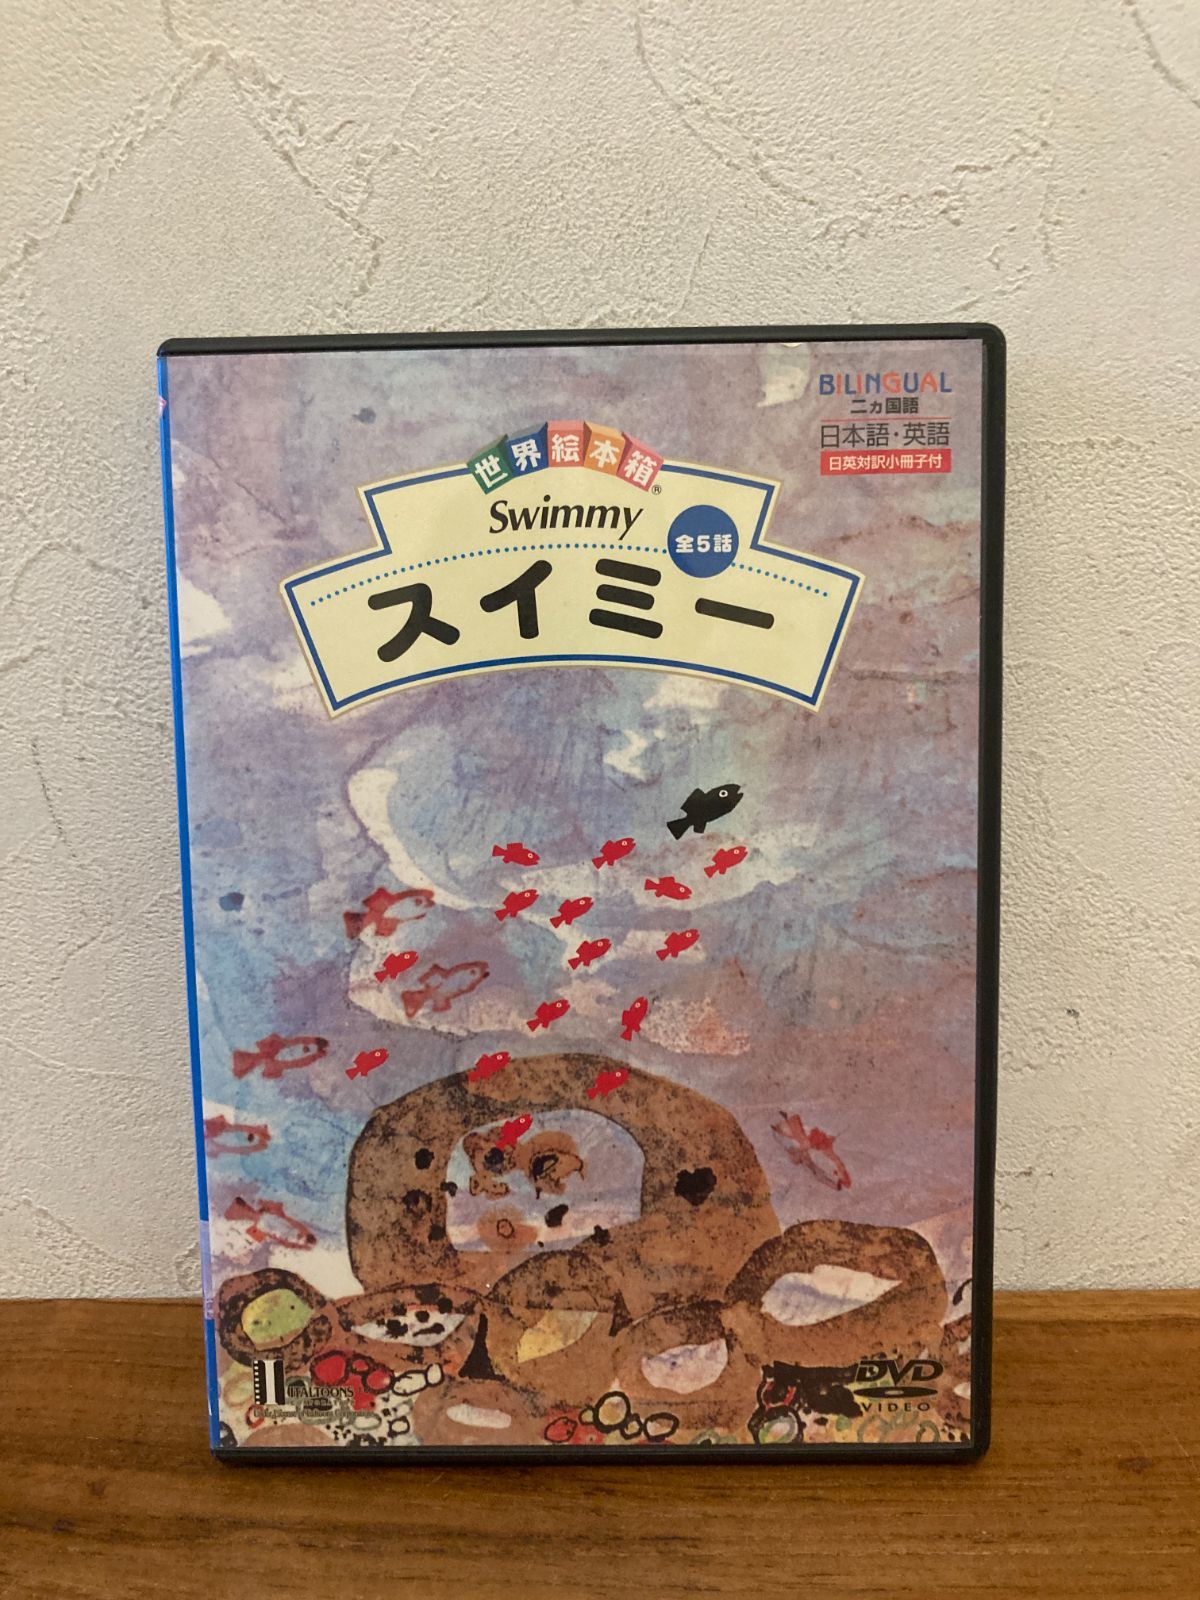 BILINGUAL
二ヵ国語
日本語・英語
日英対訳小冊子付
世界絵本箱®
Swimmy
全5話
スイミー
ITALTOONS
DVD
VIDEO